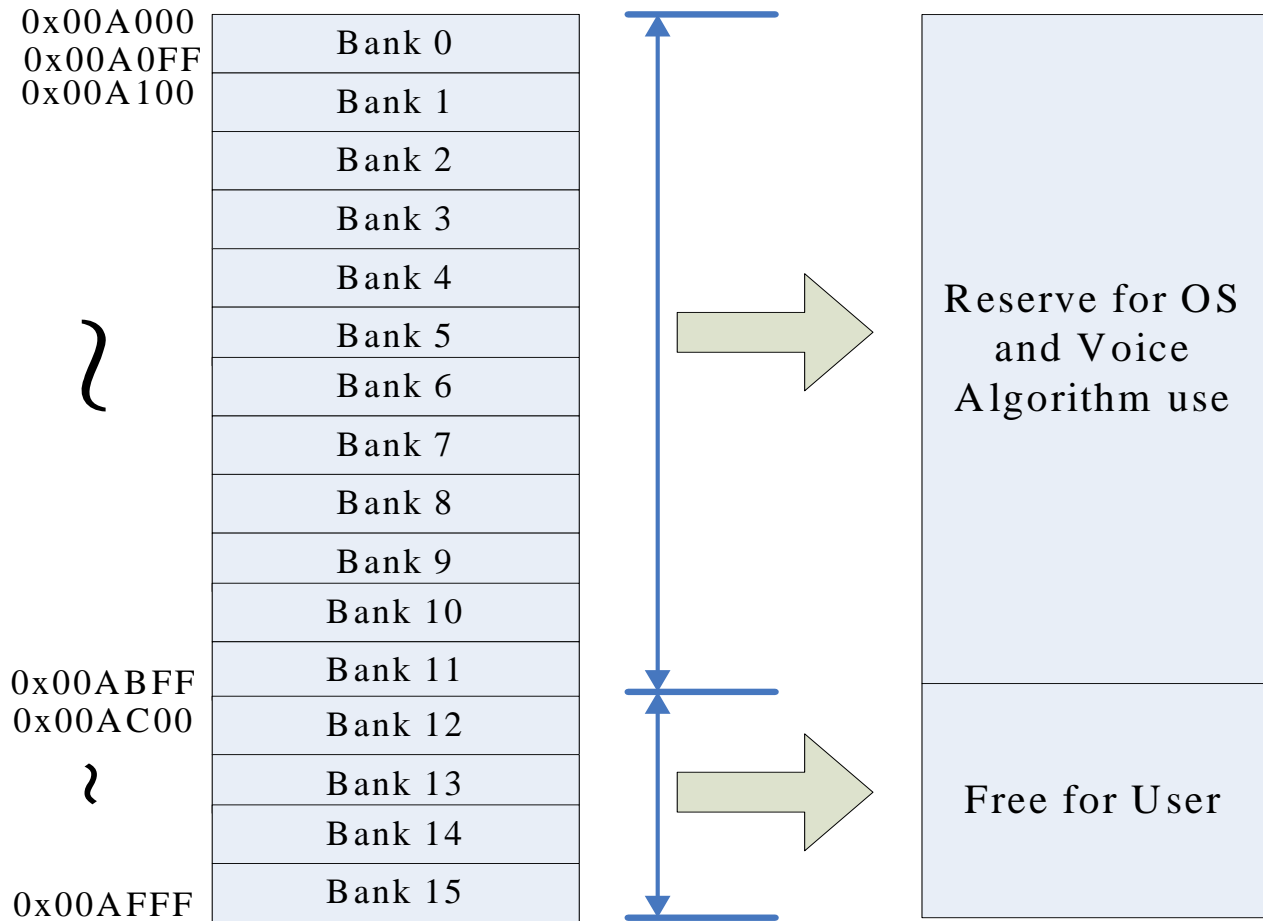 0x00A000
0x00A0FF
0x00A100
0x00ABFF
0x00AC00
0x00AFFF
Bank 0
Bank 1
Bank 2
Bank 3
Bank 4
Bank 5
Bank 6
Bank 7
Bank 8
Bank 9
Bank 10
Bank 11
Bank 12
Bank 13
Bank 14
Bank 15
Reserve for OS
and Voice
Algorithm use
Free for User